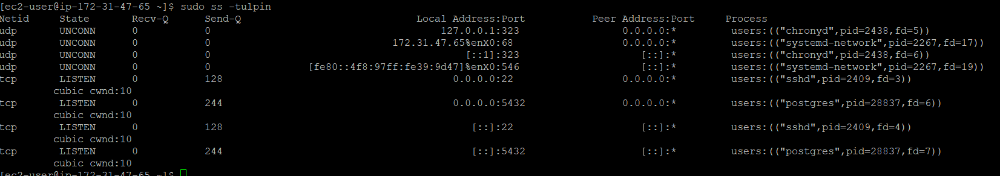 [ec2-user@ip-172-31-47-65 ~]$ sudo ss -tulpin
Netid State Recv-Q Send-Q Local Address:Port Peer Address:Port Process
udp UNCONN 0 0 127.0.0.1:323 0.0.0.0:* users:(("chronyd",pid=2438,fd=5))
udp UNCONN 0 0 172.31.47.65%enX0:68 0.0.0.0:* users:(("systemd-network",pid=2267,fd=17))
udp UNCONN 0 0 [::1]:323 [::]:* users:(("chronyd",pid=2438,fd=6))
udp UNCONN 0 0 [fe80::4f8:97ff:fe39:9d47]%enX0:546 [::]:* users:(("systemd-network",pid=2267,fd=19))
tcp LISTEN 0 128 0.0.0.0:22 0.0.0.0:* users:(("sshd",pid=2409,fd=3))
cubic cwnd:10
tcp LISTEN 0 244 0.0.0.0:5432 0.0.0.0:* users:(("postgres",pid=28837,fd=6))
cubic cwnd:10
tcp LISTEN 0 128 [::]:22 [::]:* users:(("sshd",pid=2409,fd=4))
cubic cwnd:10
tcp LISTEN 0 244 [::]:5432 [::]:* users:(("postgres",pid=28837,fd=7))
cubic cwnd:10
[ec2-user@ip-172-31-47-65 ~]$